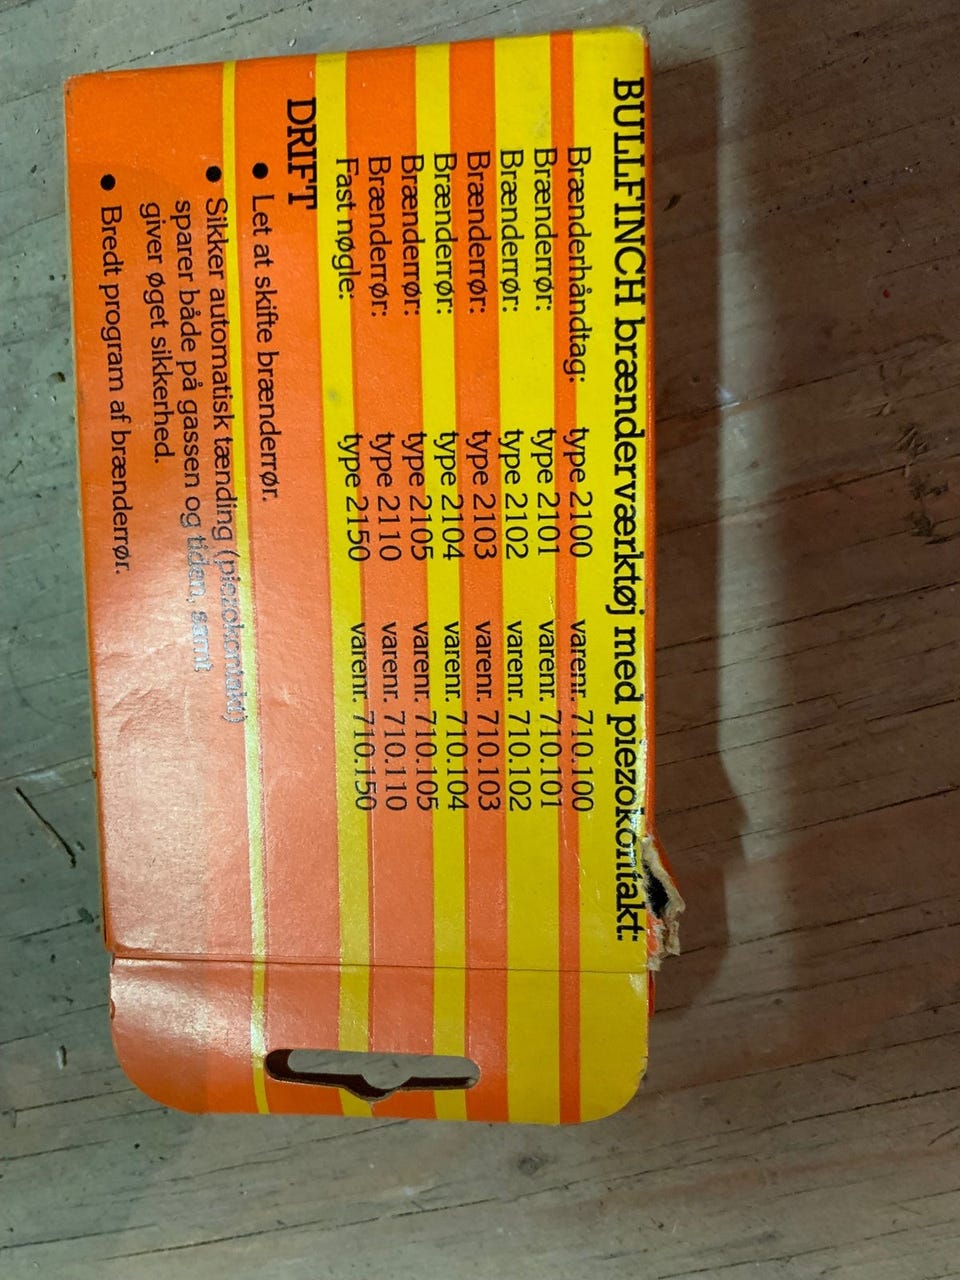 BULLFINCH brænderværktøj med piezokontakt:
Brænderhåndtag: type 2100 varenr. 710.100
Brænderrør: type 2101 varenr. 710.101
Brænderrør: type 2102 varenr. 710.102
Brænderrør: type 2103 varenr. 710.103
Brænderrør: type 2104 varenr. 710.104
Brænderrør: type 2105 varenr. 710.105
Brænderrør: type 2110 varenr. 710.110
Fast nøgle: type 2150 varenr. 710.150
DRIFT
● Let at skifte brænderrør.
● Sikker automatisk tænding (piezokontakt)
sparer både på gassen og tiden, samt
giver øget sikkerhed.
● Bredt program af brænderrør.